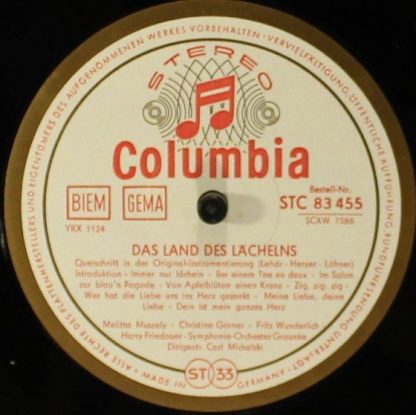 ALLE RECHTE DES PLATTENHERSTELLERS UND EIGENTÜMERS DES AUFGENOMMENEN WERKES VORBEHALTEN · VERVIELFÄLTIGUNG, ÖFFENTLICHE AUFFÜHRUNG, RUNDFUNKSENDUNG UNTERSAGT ·
STEREO
Columbia
BIEM
GEMA
Bestell-Nr.
STC 83 455
YRX 1124
SCXW 7586
DAS LAND DES LÄCHELNS
Querschnitt in der Original-Instrumentierung (Lehár - Herzer - Löhner)
Introduktion - Immer nur lächeln - Bei einem Tee en deux - Im Salon
zur blau'n Pagode - Von Apfelblüten einen Kranz - Zig, zig, zig -
Wer hat die Liebe uns ins Herz gesenkt - Meine Liebe, deine
Liebe - Dein ist mein ganzes Herz
Melitta Muszely - Christine Görner - Fritz Wunderlich
Harry Friedauer - Symphonie-Orchester Graunke
Dirigent: Carl Michalski
ST 33
MADE IN GERMANY